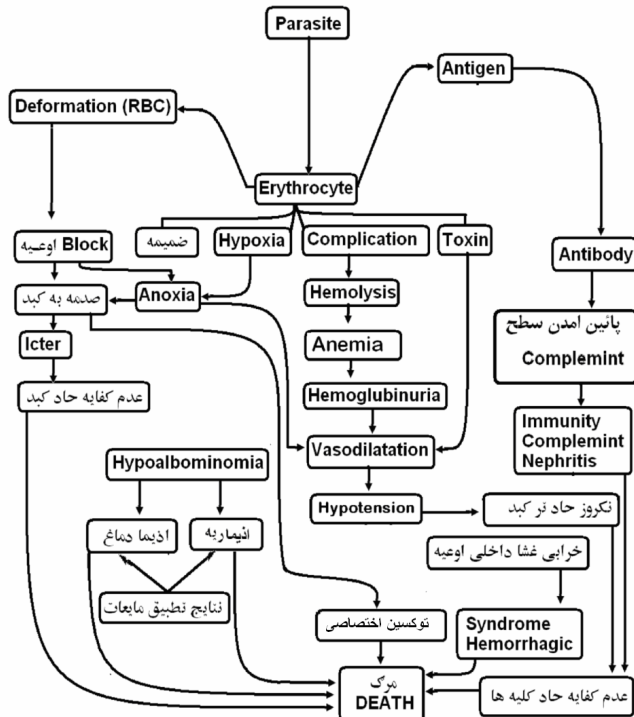 Parasite
Antigen
Deformation (RBC)
Erythrocyte
اوعیه Block
ضمیمه
Hypoxia
Complication
Toxin
Antibody
صدمه به کبد
Anoxia
Hemolysis
پائین امدن سطح
Complemint
Icter
Anemia
عدم کفایه حاد کبد
Hemoglubinuria
Immunity
Complemint
Nephritis
Hypoalbominomia
Vasodilatation
Hypotension
نکروز حاد تر کبد
اذیما دماغ
اذیماریه
خرابی غشا داخلی اوعیه
نتایج تطبیق مایعات
توکسین اختصاصی
Syndrome
Hemorrhagic
مرگ
DEATH
عدم کفایه حاد کلیه ها